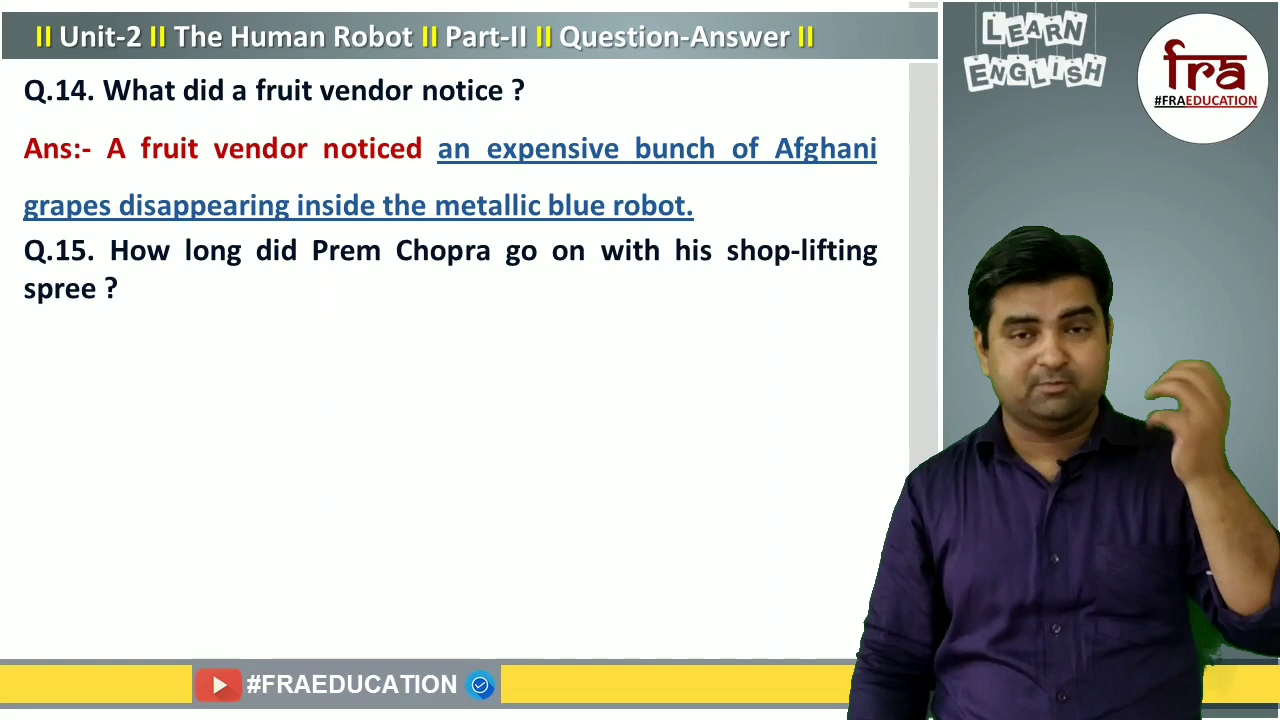 II Unit-2 II The Human Robot II Part-II II Question-Answer II
LEARN
ENGLISH
fra
#FRAEDUCATION
Q.14. What did a fruit vendor notice ?
Ans:- A fruit vendor noticed an expensive bunch of Afghani
grapes disappearing inside the metallic blue robot.
Q.15. How long did Prem Chopra go on with his shop-lifting
spree ?
#FRAEDUCATION